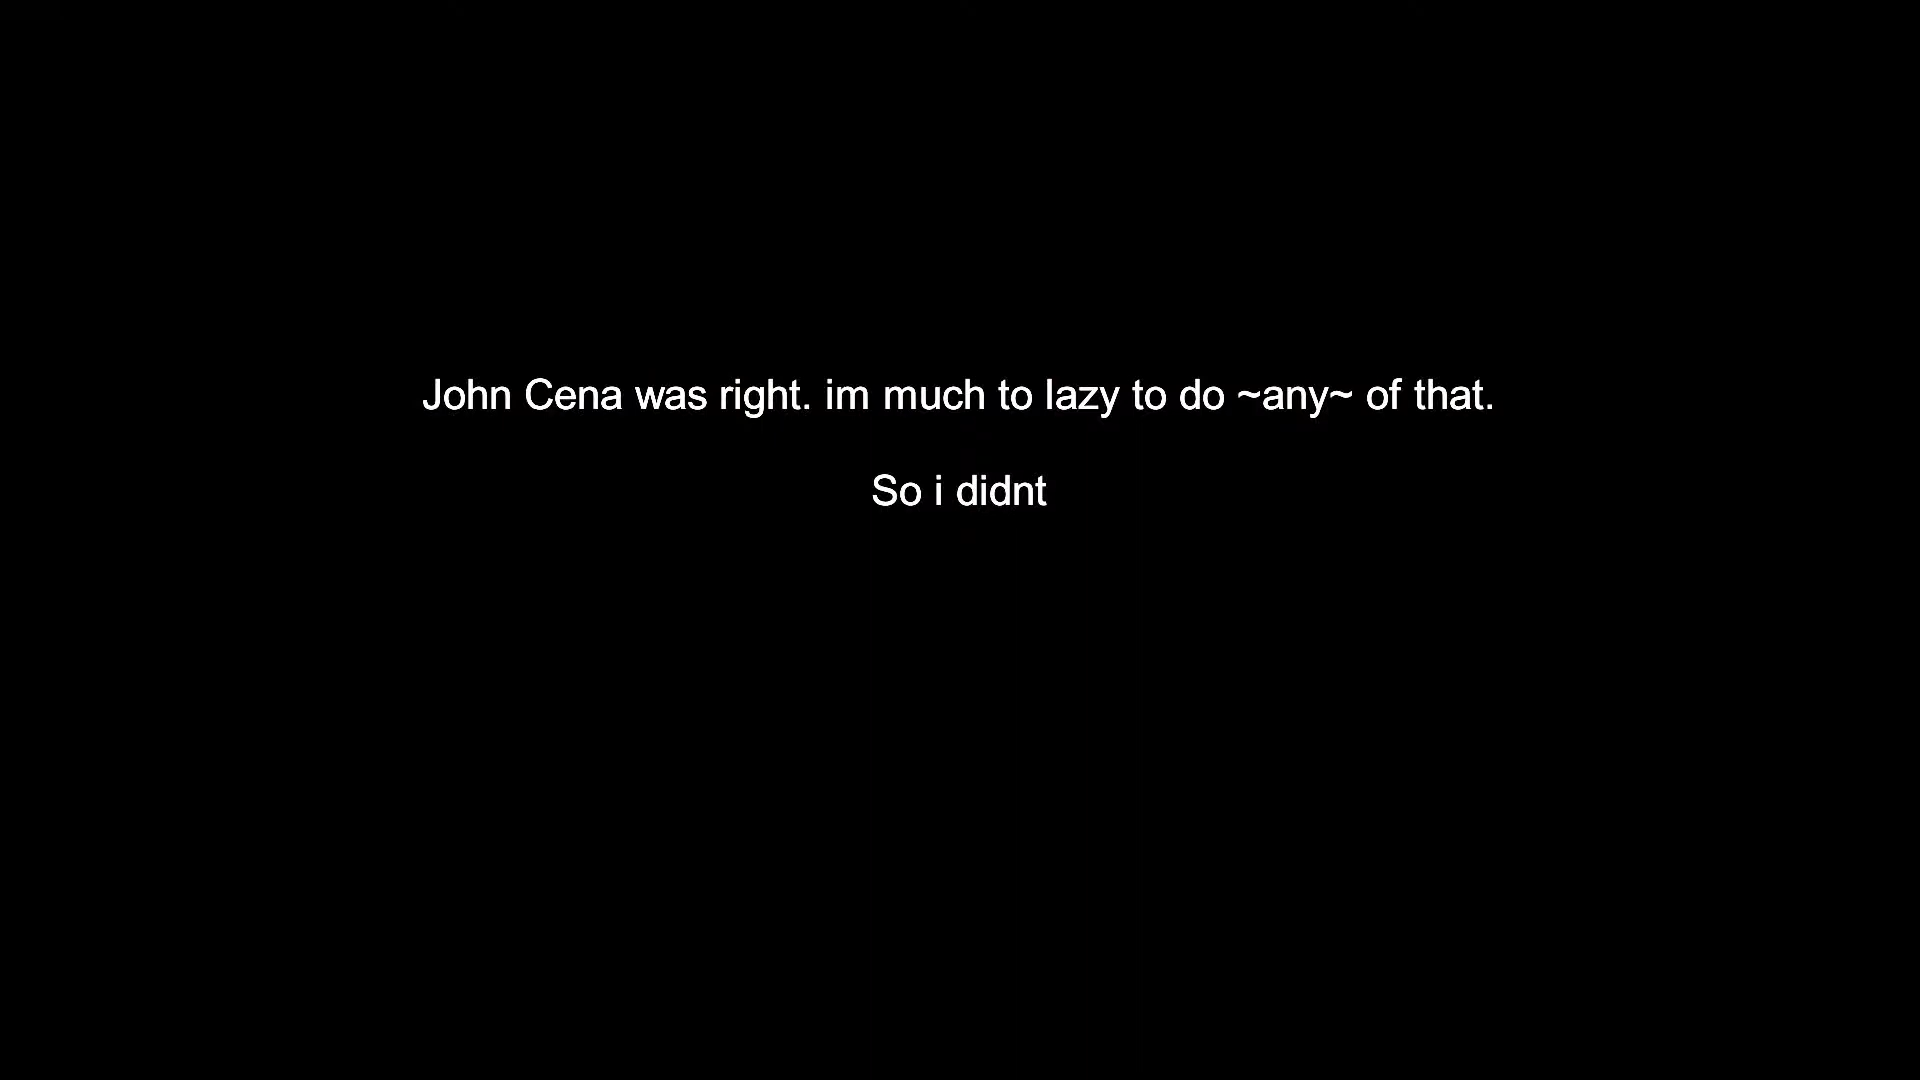 John Cena was right. im much to lazy to do ~any~ of that.
So i didnt